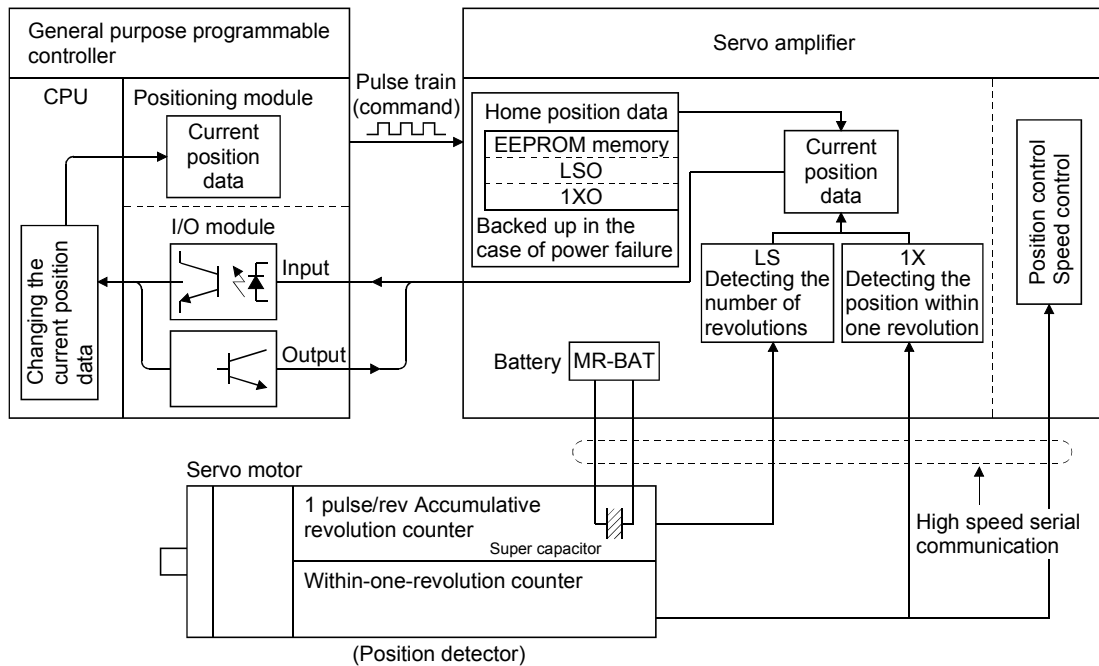 General purpose programmable
controller
CPU
Positioning module
Current
position
data
I/O module
Input
Output
Changing the
current position
data
Pulse train
(command)
Servo amplifier
Home position data
EEPROM memory
LSO
1XO
Backed up in the
case of power failure
Current
position
data
LS
Detecting the
number of
revolutions
1X
Detecting the
position within
one revolution
Position control
Speed control
Battery
MR-BAT
Servo motor
1 pulse/rev Accumulative
revolution counter
Super capacitor
Within-one-revolution counter
High speed serial
communication
(Position detector)